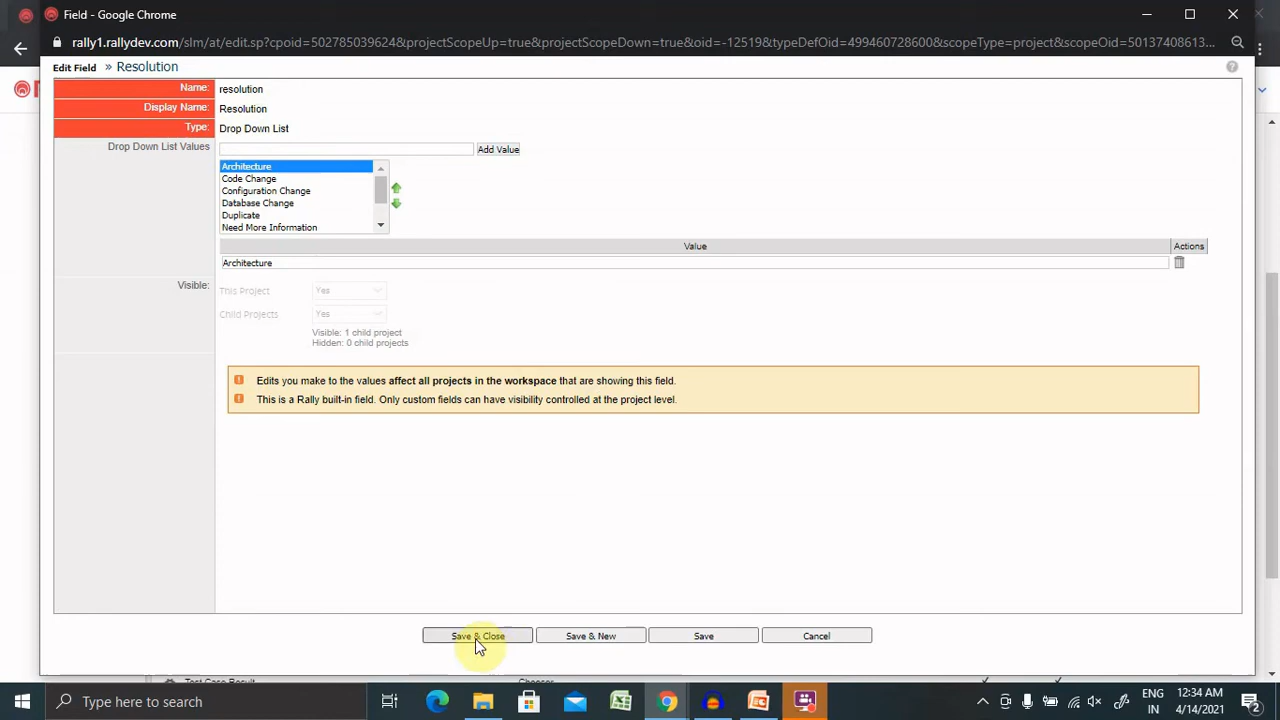 Field - Google Chrome
rally1.rallydev.com/slm/at/edit.sp?cpoid=502785039624&projectScopeUp=true&projectScopeDown=true&oid=-12519&typeDefOid=499460728600&scopeType=project&scopeOid=50137408613...
Edit Field » Resolution
Name: resolution
Display Name: Resolution
Type: Drop Down List
Drop Down List Values Add Value
Architecture
Code Change
Configuration Change
Database Change
Duplicate
Need More Information
Value Actions
Architecture
Visible:
This Project Yes
Child Projects Yes
Visible: 1 child project
Hidden: 0 child projects
Edits you make to the values affect all projects in the workspace that are showing this field.
This is a Rally built-in field. Only custom fields can have visibility controlled at the project level.
Save & Close Save & New Save Cancel
Test Case Result
Type here to search
ENG 12:34 AM
IN 4/14/2021 2